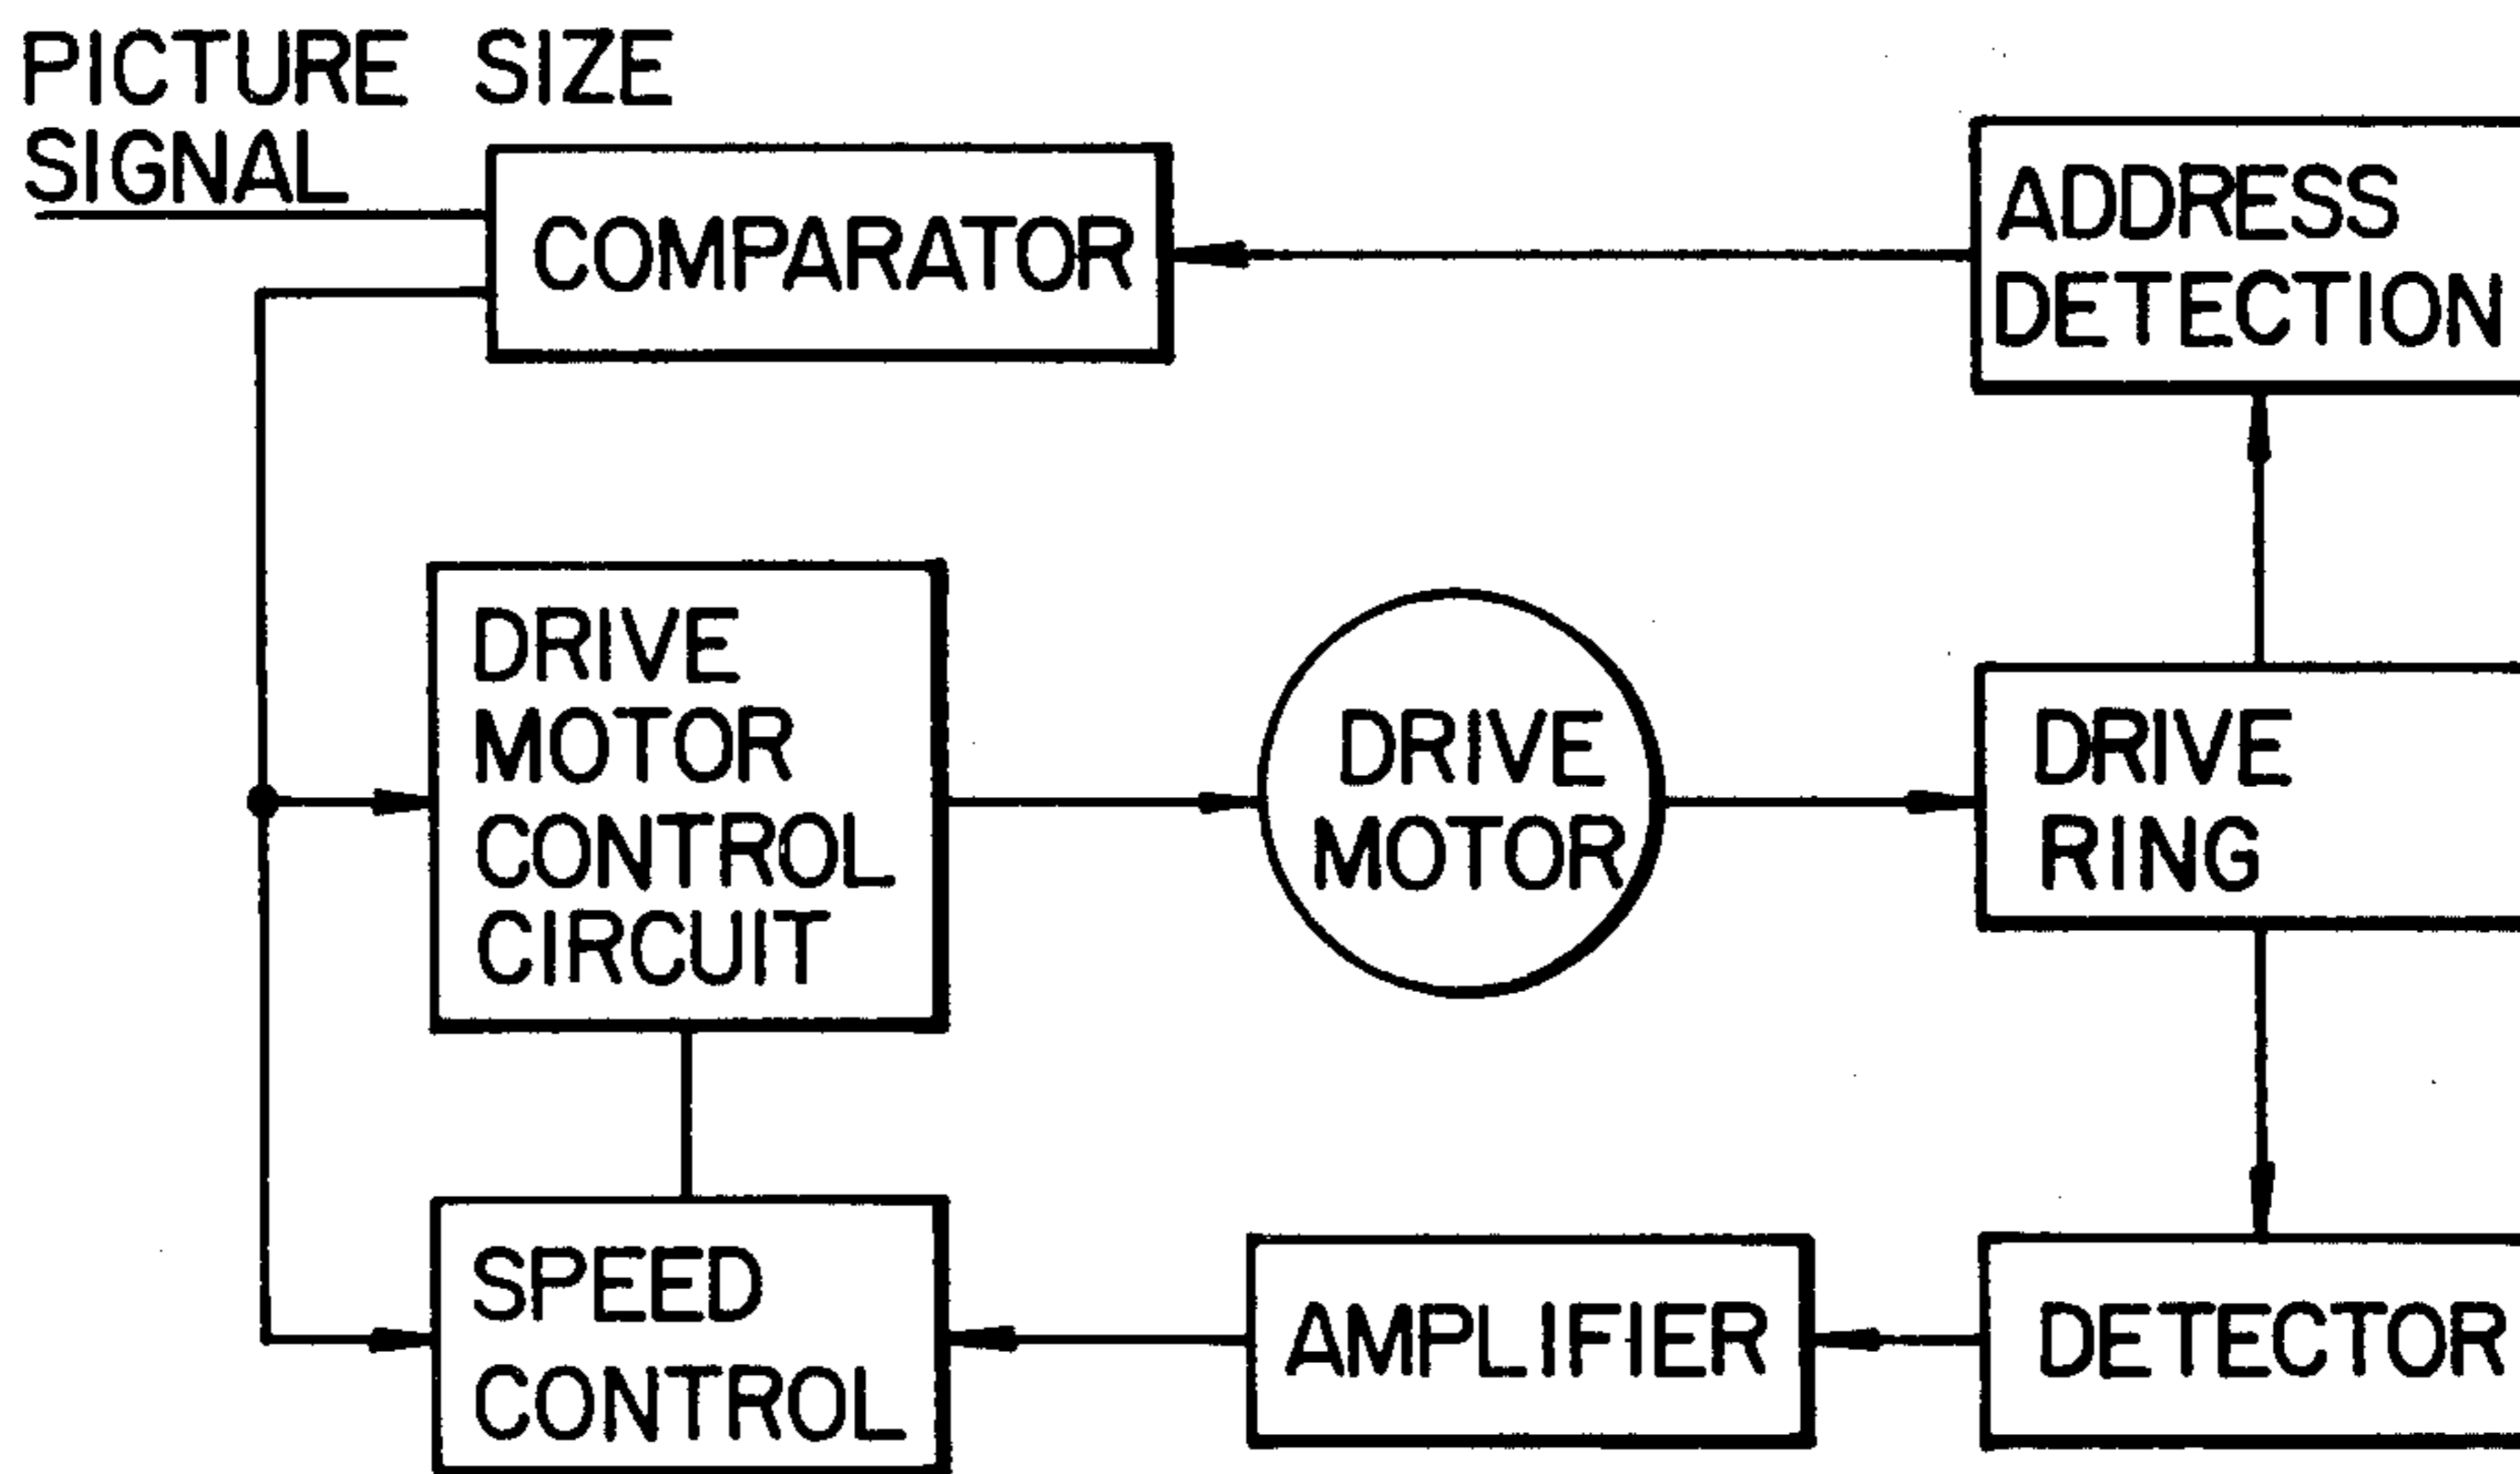 PICTURE SIZE
SIGNAL
COMPARATOR
ADDRESS
DETECTION
DRIVE
MOTOR
CONTROL
CIRCUIT
DRIVE
MOTOR
DRIVE
RING
SPEED
CONTROL
AMPLIFIER
DETECTOR